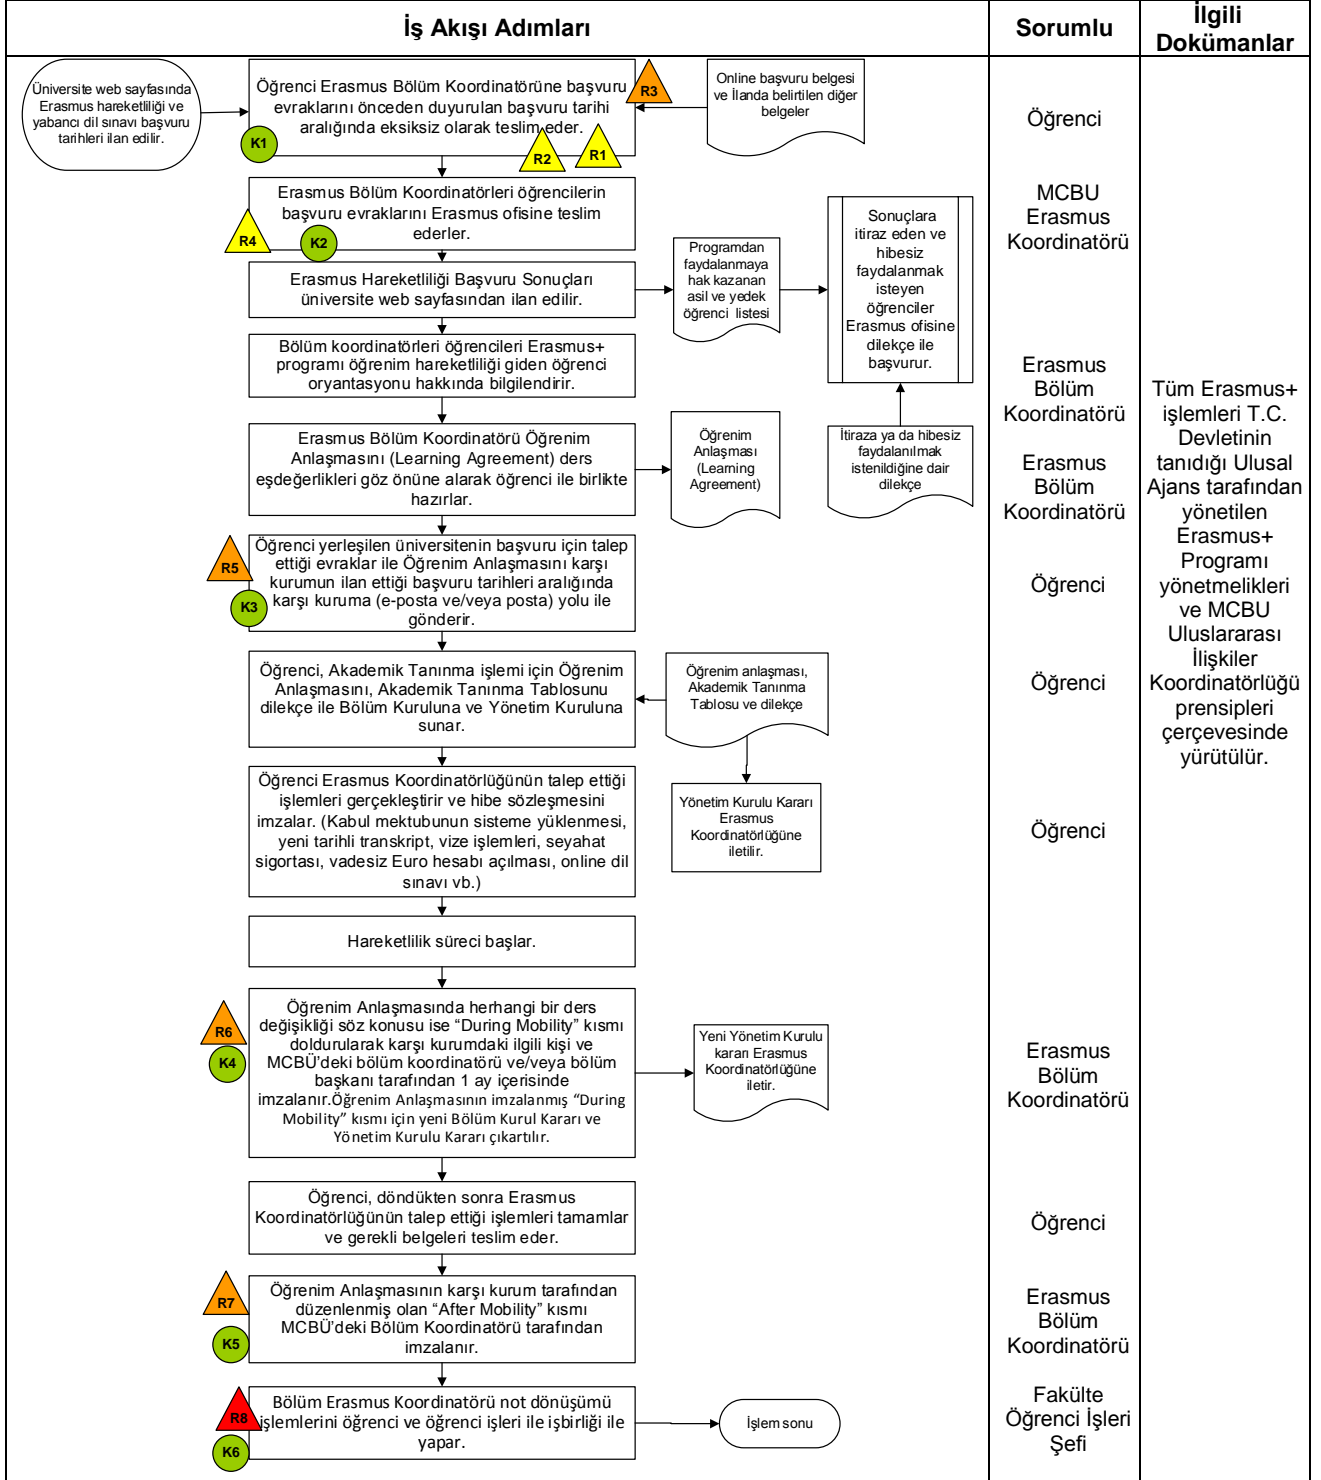 İş Akışı Adımları
Sorumlu
İlgili
Dokümanlar
Üniversite web sayfasında
Erasmus hareketliliği ve
yabancı dil sınavı başvuru
tarihleri ilan edilir.
Öğrenci Erasmus Bölüm Koordinatörüne başvuru
evraklarını önceden duyurulan başvuru tarihi
aralığında eksiksiz olarak teslim eder.
K1
R2
R1
R3
Online başvuru belgesi
ve İlanda belirtilen diğer
belgeler
Öğrenci
Erasmus Bölüm Koordinatörleri öğrencilerin
başvuru evraklarını Erasmus ofisine teslim
ederler.
R4
K2
MCBU
Erasmus
Koordinatörü
Erasmus Hareketliliği Başvuru Sonuçları
üniversite web sayfasından ilan edilir.
Programdan
faydalanmaya
hak kazanan
asil ve yedek
öğrenci listesi
Sonuçlara
itiraz eden ve
hibesiz
faydalanmak
isteyen
öğrenciler
Erasmus ofisine
dilekçe ile
başvurur.
Bölüm koordinatörleri öğrencileri Erasmus+
programı öğrenim hareketliliği giden öğrenci
oryantasyonu hakkında bilgilendirir.
Erasmus
Bölüm
Koordinatörü
Erasmus Bölüm Koordinatörü Öğrenim
Anlaşmasını (Learning Agreement) ders
eşdeğerlikleri göz önüne alarak öğrenci ile birlikte
hazırlar.
Öğrenim
Anlaşması
(Learning
Agreement)
İtiraza ya da hibesiz
faydalanılmak
istenildiğine dair
dilekçe
Erasmus
Bölüm
Koordinatörü
Tüm Erasmus+
işlemleri T.C.
Devletinin
tanıdığı Ulusal
Ajans tarafından
yönetilen
Erasmus+
Programı
yönetmelikleri
ve MCBU
Uluslararası
İlişkiler
Koordinatörlüğü
prensipleri
çerçevesinde
yürütülür.
R5
K3
Öğrenci yerleşilen üniversitenin başvuru için talep
ettiği evraklar ile Öğrenim Anlaşmasını karşı
kurumun ilan ettiği başvuru tarihleri aralığında
karşı kuruma (e-posta ve/veya posta) yolu ile
gönderir.
Öğrenci
Öğrenci, Akademik Tanınma işlemi için Öğrenim
Anlaşmasını, Akademik Tanınma Tablosunu
dilekçe ile Bölüm Kuruluna ve Yönetim Kuruluna
sunar.
Öğrenim anlaşması,
Akademik Tanınma
Tablosu ve dilekçe
Öğrenci
Öğrenci Erasmus Koordinatörlüğünün talep ettiği
işlemleri gerçekleştirir ve hibe sözleşmesini
imzalar. (Kabul mektubunun sisteme yüklenmesi,
yeni tarihli transkript, vize işlemleri, seyahat
sigortası, vadesiz Euro hesabı açılması, online dil
sınavı vb.)
Yönetim Kurulu Kararı
Erasmus
Koordinatörlüğüne
iletilir.
Öğrenci
Hareketlilik süreci başlar.
R6
K4
Öğrenim Anlaşmasında herhangi bir ders
değişikliği söz konusu ise “During Mobility” kısmı
doldurularak karşı kurumdaki ilgili kişi ve
MCBÜ’deki bölüm koordinatörü ve/veya bölüm
başkanı tarafından 1 ay içerisinde
imzalanır.Öğrenim Anlaşmasının imzalanmış “During
Mobility” kısmı için yeni Bölüm Kurul Kararı ve
Yönetim Kurulu Kararı çıkartılır.
Yeni Yönetim Kurulu
kararı Erasmus
Koordinatörlüğüne
iletir.
Erasmus
Bölüm
Koordinatörü
Öğrenci, döndükten sonra Erasmus
Koordinatörlüğünün talep ettiği işlemleri tamamlar
ve gerekli belgeleri teslim eder.
Öğrenci
R7
K5
Öğrenim Anlaşmasının karşı kurum tarafından
düzenlenmiş olan “After Mobility” kısmı
MCBÜ’deki Bölüm Koordinatörü tarafından
imzalanır.
Erasmus
Bölüm
Koordinatörü
R8
K6
Bölüm Erasmus Koordinatörü not dönüşümü
işlemlerini öğrenci ve öğrenci işleri ile işbirliği ile
yapar.
İşlem sonu
Fakülte
Öğrenci İşleri
Şefi